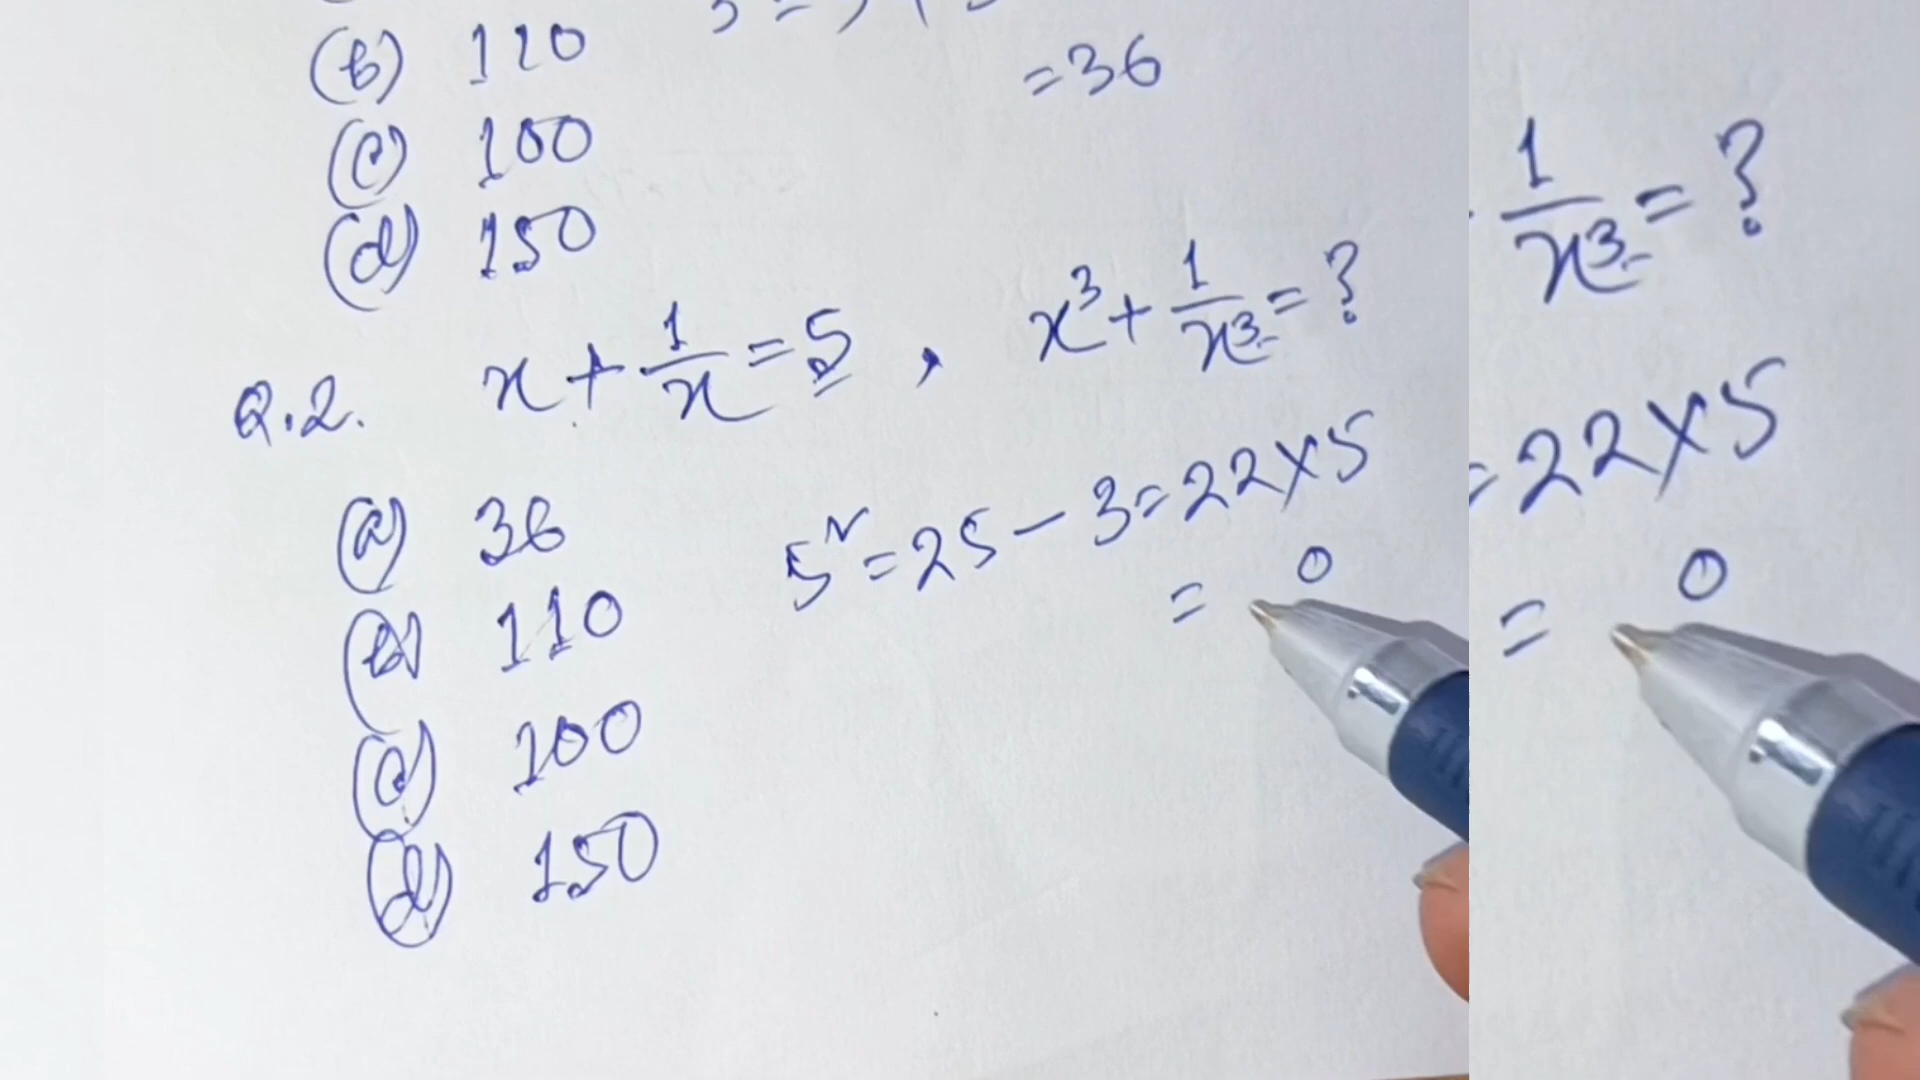 (b) 110
= 36
(c) 100
(d) 150
Q.2. x + 1/x = 5 , x³ + 1/x³ = ?
5² = 25 - 3 = 22 × 5
= 0
(a) 36
(b) 110
(c) 100
(d) 150
1/x³ = ?
= 22 × 5
= 0